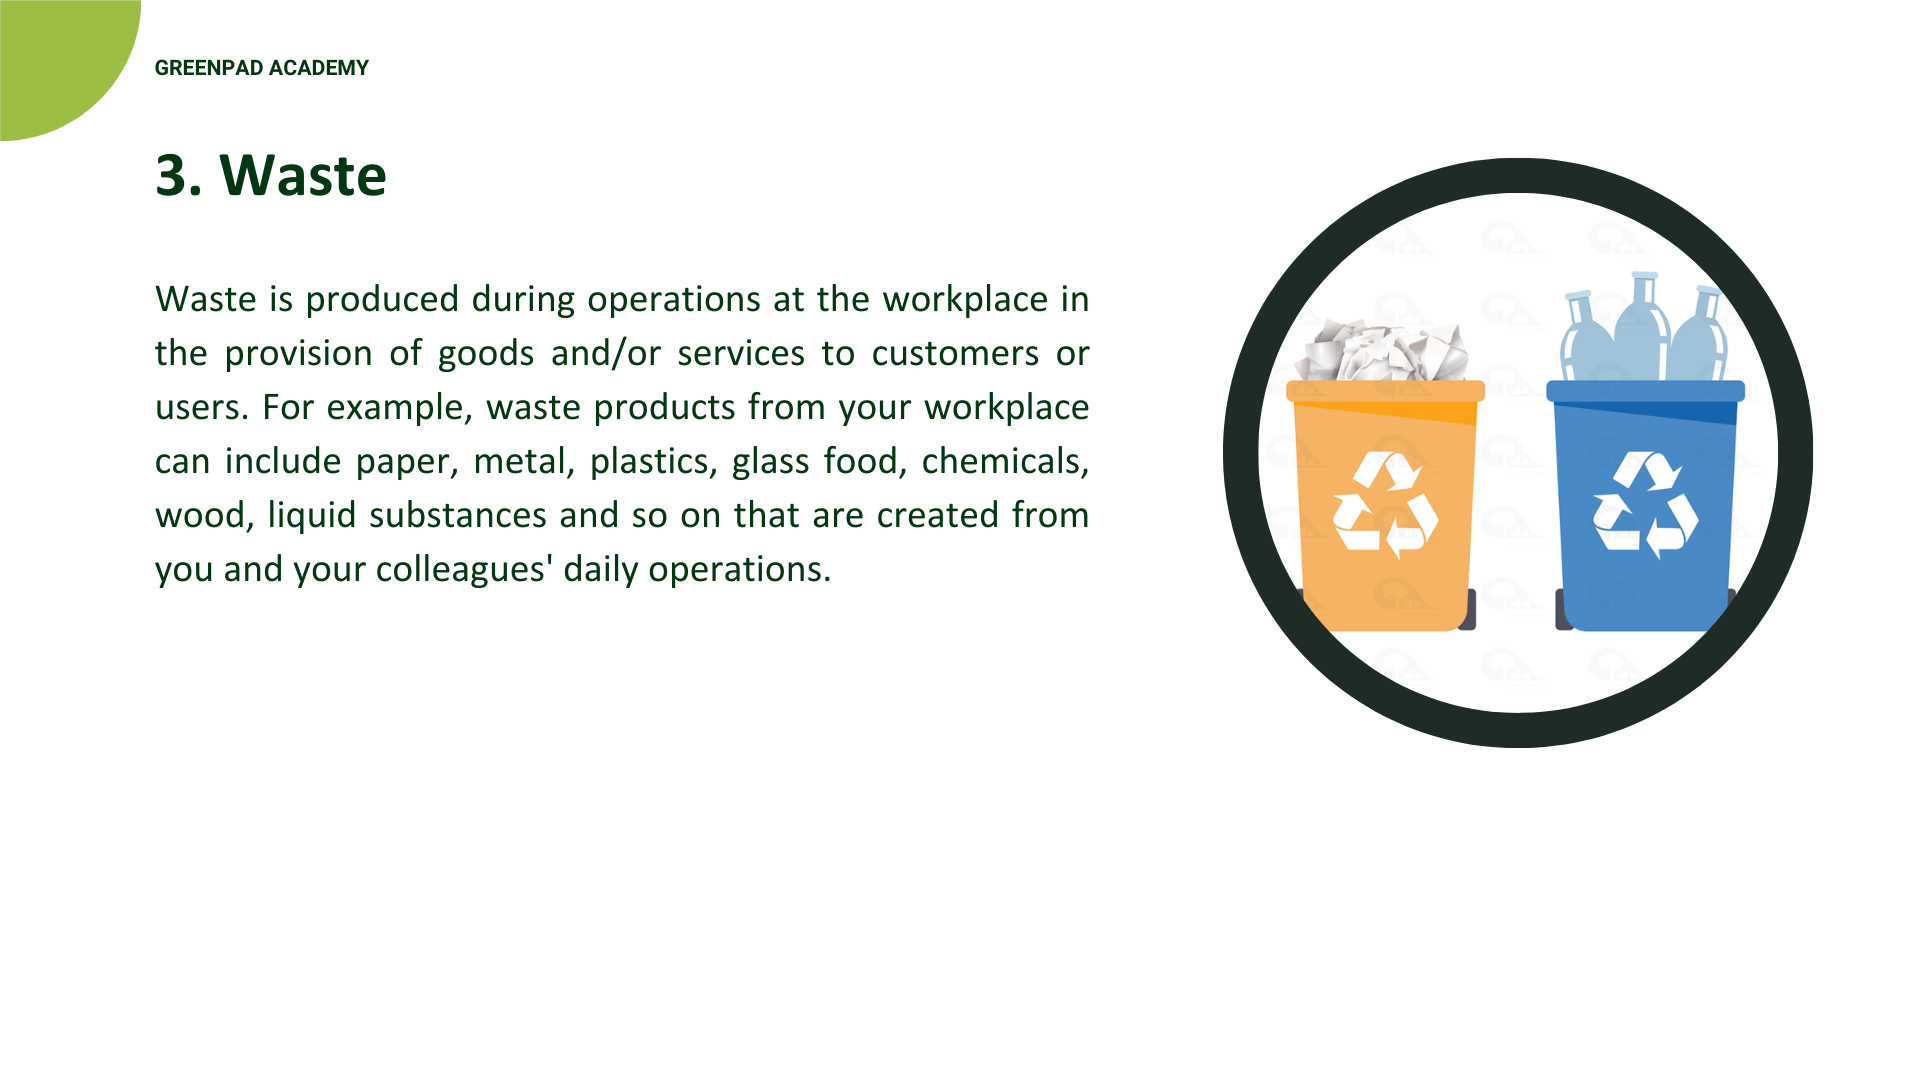 GREENPAD ACADEMY
3. Waste
Waste is produced during operations at the workplace in
the provision of goods and/or services to customers or
users. For example, waste products from your workplace
can include paper, metal, plastics, glass food, chemicals,
wood, liquid substances and so on that are created from
you and your colleagues' daily operations.